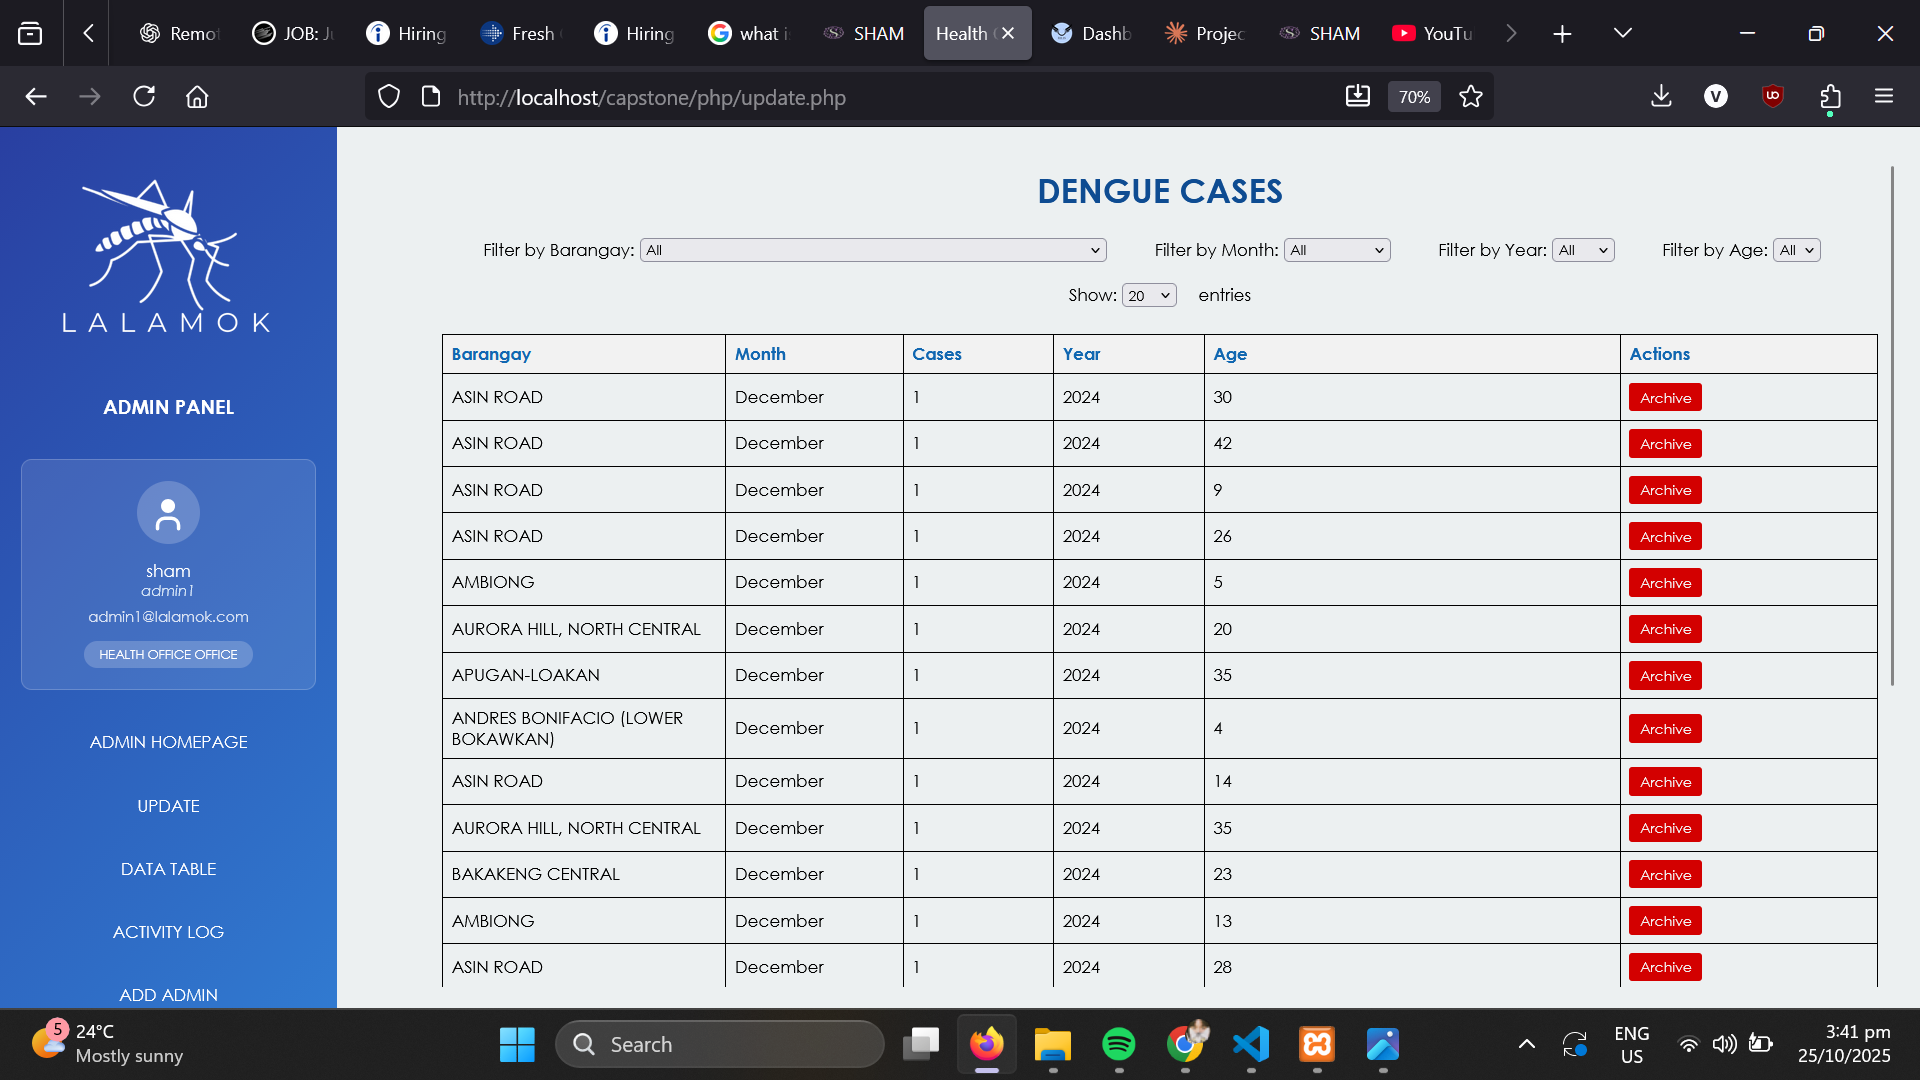 Remo
JOB: Ju
Hiring
Fresh
Hiring
what i
SHAM
Health
Dashb
Projec
SHAM
YouTu
http://localhost/capstone/php/update.php
70%
V
LALAMOK
ADMIN PANEL
sham
admin1
admin1@lalamok.com
HEALTH OFFICE OFFICE
ADMIN HOMEPAGE
UPDATE
DATA TABLE
ACTIVITY LOG
ADD ADMIN
DENGUE CASES
Filter by Barangay: All Filter by Month: All Filter by Year: All Filter by Age: All
Show: 20 entries
Barangay Month Cases Year Age Actions
ASIN ROAD December 1 2024 30 Archive
ASIN ROAD December 1 2024 42 Archive
ASIN ROAD December 1 2024 9 Archive
ASIN ROAD December 1 2024 26 Archive
AMBIONG December 1 2024 5 Archive
AURORA HILL, NORTH CENTRAL December 1 2024 20 Archive
APUGAN-LOAKAN December 1 2024 35 Archive
ANDRES BONIFACIO (LOWER
BOKAWKAN) December 1 2024 4 Archive
ASIN ROAD December 1 2024 14 Archive
AURORA HILL, NORTH CENTRAL December 1 2024 35 Archive
BAKAKENG CENTRAL December 1 2024 23 Archive
AMBIONG December 1 2024 13 Archive
ASIN ROAD December 1 2024 28 Archive
5
24°C
Mostly sunny
Search
ENG
US
3:41 pm
25/10/2025